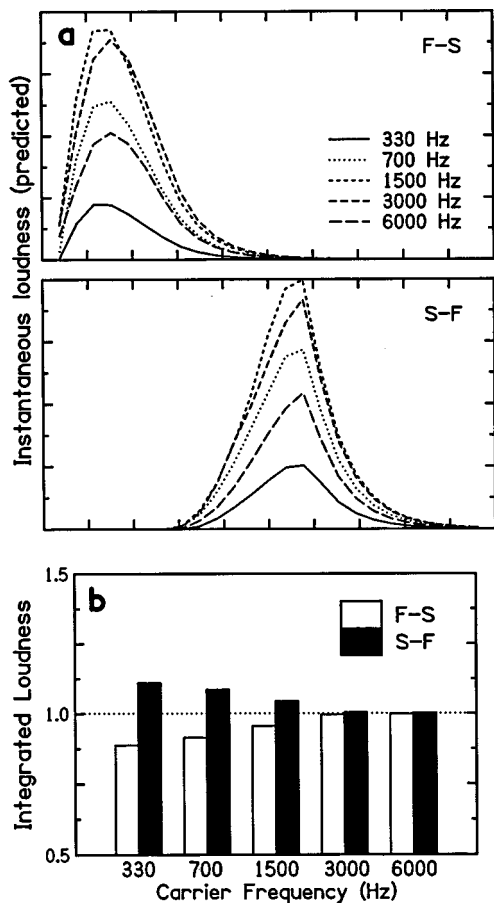 a
F-S
330 Hz
700 Hz
1500 Hz
3000 Hz
6000 Hz
S-F
Instantaneous loudness (predicted)
b
1.5
1.0
0.5
F-S
S-F
Integrated Loudness
330 700 1500 3000 6000
Carrier Frequency (Hz)